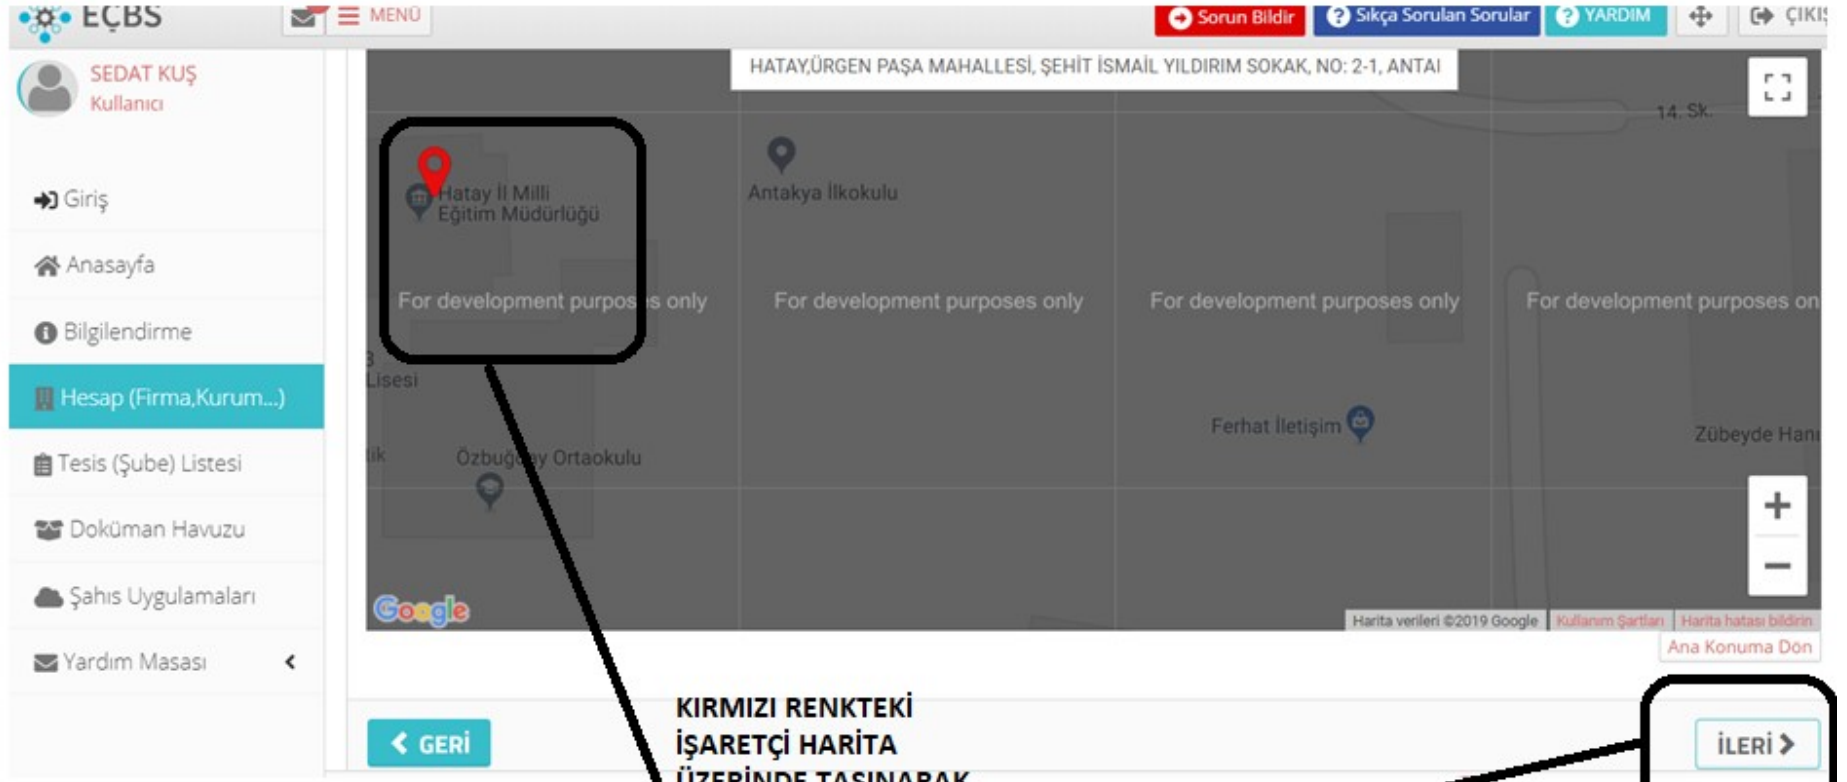 EÇBS
MENÜ
Sorun Bildir
Sıkça Sorulan Sorular
YARDIM
SEDAT KUŞ
Kullanıcı
Giriş
Anasayfa
Bilgilendirme
Hesap (Firma,Kurum...)
Tesis (Şube) Listesi
Doküman Havuzu
Şahıs Uygulamaları
Yardım Masası
HATAY,ÜRGEN PAŞA MAHALLESİ, ŞEHİT İSMAİL YILDIRIM SOKAK, NO: 2-1, ANTAI
14. Sk.
Hatay İl Milli
Eğitim Müdürlüğü
Antakya İlkokulu
For development purposes only
For development purposes only
For development purposes only
For development purposes on
Lisesi
Ferhat İletişim
Zübeyde Hanı
Özbuğday Ortaokulu
Google
Harita verileri ©2019 Google
Kullanım Şartları
Harita hatası bildirin
Ana Konuma Dön
GERİ
KIRMIZI RENKTEKİ
İŞARETÇİ HARİTA
ÜZERİNDE TAŞINARAK
İLERİ